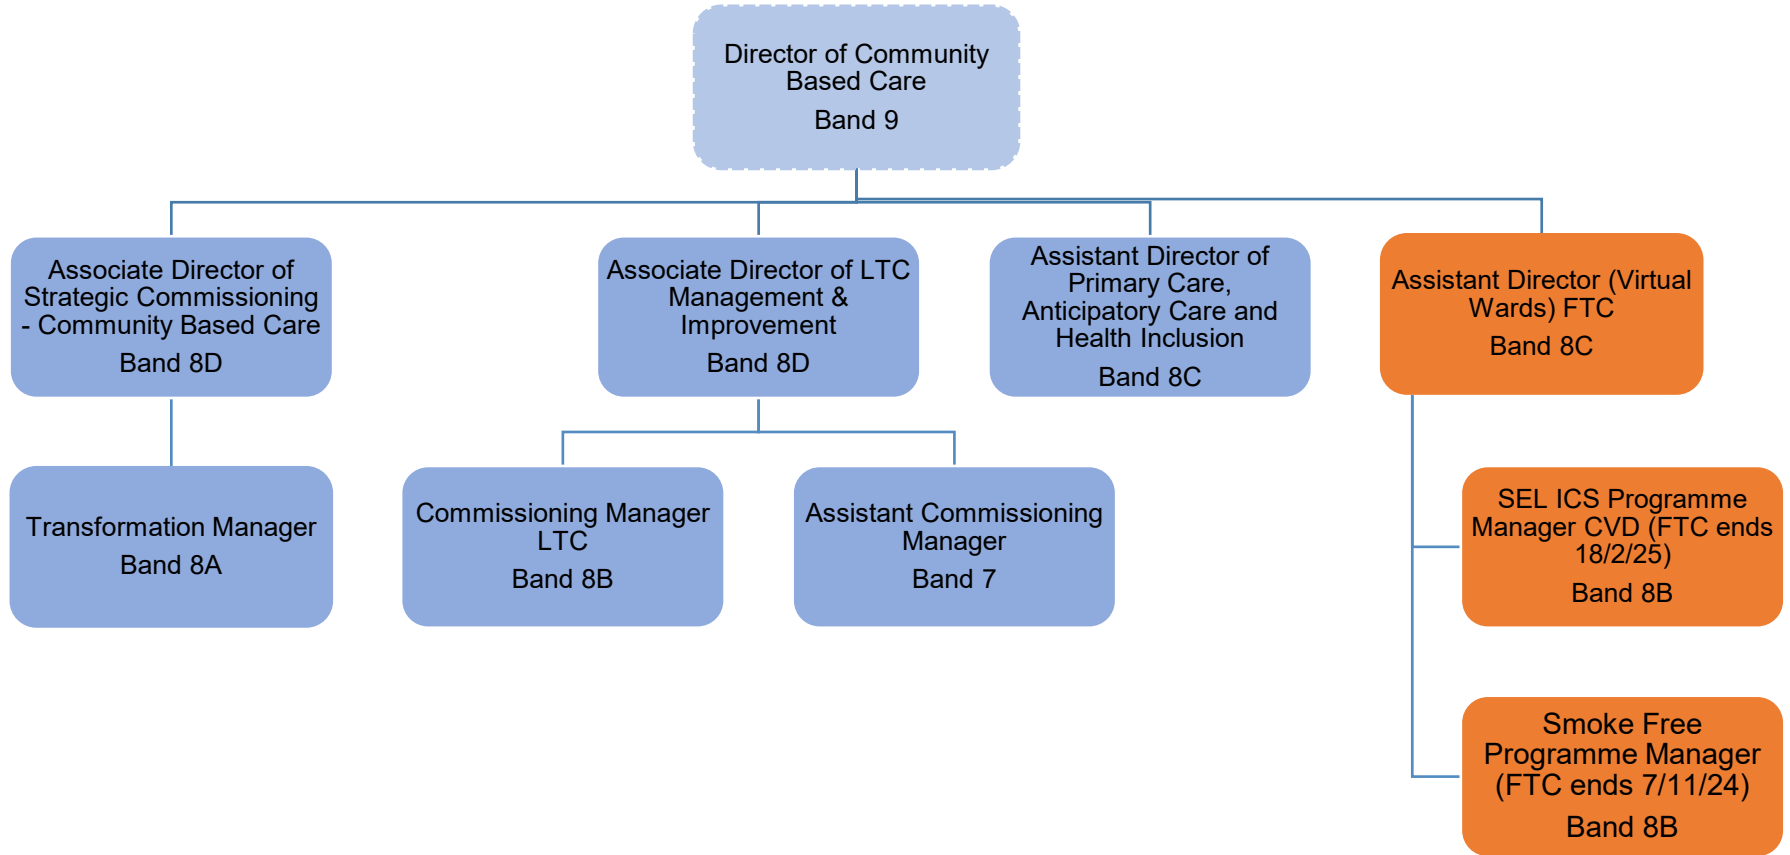 Director of Community
Based Care
Band 9
Associate Director of
Strategic Commissioning
- Community Based Care
Band 8D
Associate Director of LTC
Management &
Improvement
Band 8D
Assistant Director of
Primary Care,
Anticipatory Care and
Health Inclusion
Band 8C
Assistant Director (Virtual
Wards) FTC
Band 8C
Transformation Manager
Band 8A
Commissioning Manager
LTC
Band 8B
Assistant Commissioning
Manager
Band 7
SEL ICS Programme
Manager CVD (FTC ends
18/2/25)
Band 8B
Smoke Free
Programme Manager
(FTC ends 7/11/24)
Band 8B